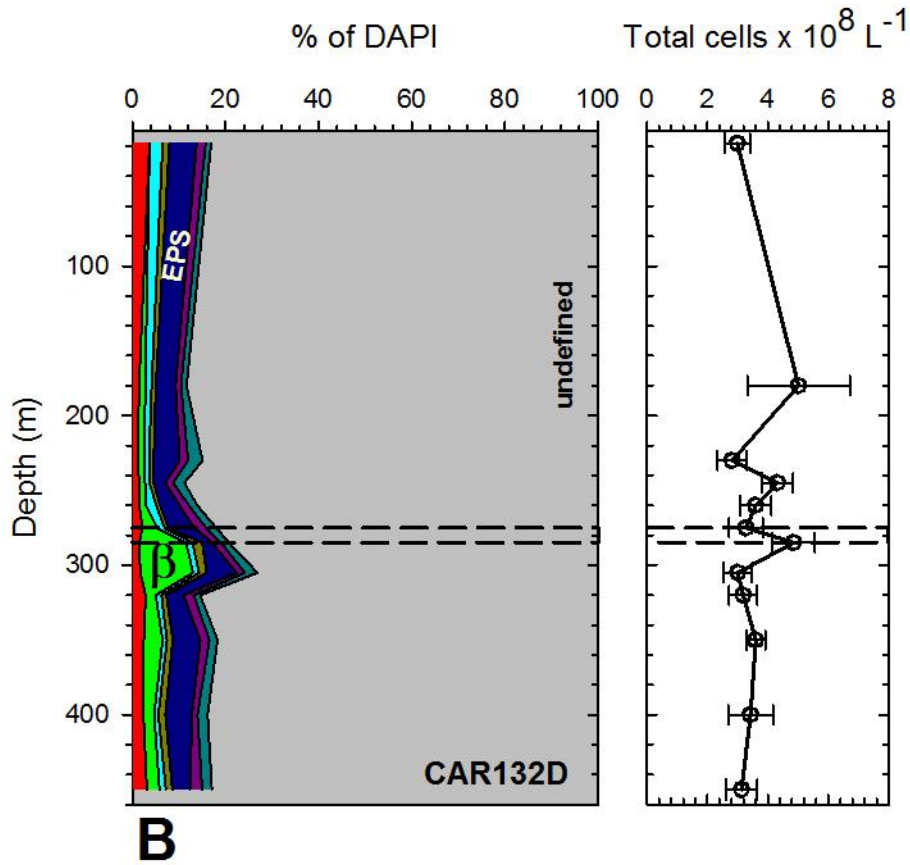 % of DAPI
Total cells x 10⁸ L⁻¹
0 20 40 60 80 100
0 2 4 6 8
100
200
300
400
Depth (m)
EPS
β
undefined
CAR132D
B